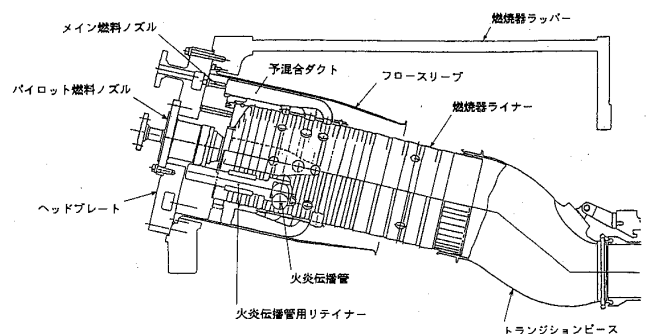 メイン燃料ノズル
燃焼器ラッパー
予混合ダクト
フロースリーブ
パイロット燃料ノズル
燃焼器ライナー
ヘッドプレート
火炎伝播管
火炎伝播管用リテイナー
トランジションピース